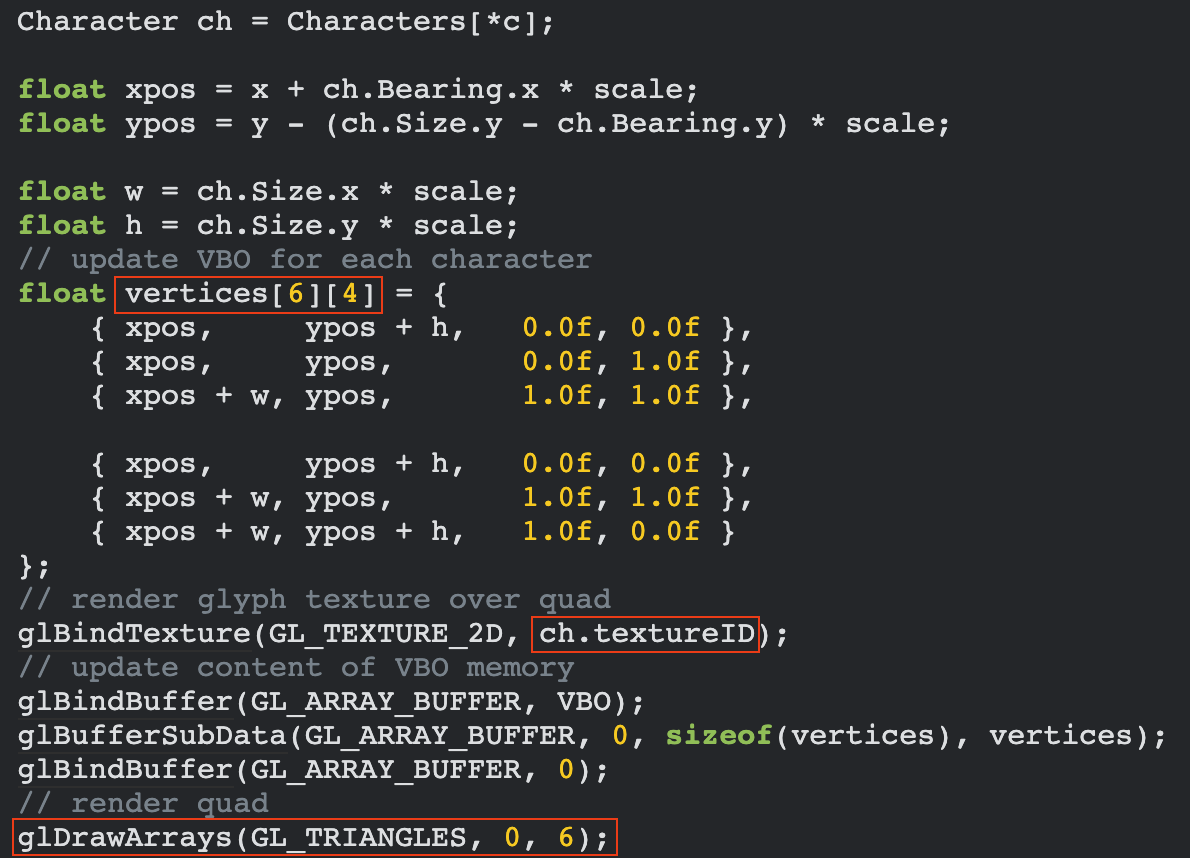 Character ch = Characters[*c];
float xpos = x + ch.Bearing.x * scale;
float ypos = y - (ch.Size.y - ch.Bearing.y) * scale;
float w = ch.Size.x * scale;
float h = ch.Size.y * scale;
// update VBO for each character
float vertices[6][4] = {
    { xpos,     ypos + h,   0.0f, 0.0f },
    { xpos,     ypos,       0.0f, 1.0f },
    { xpos + w, ypos,       1.0f, 1.0f },
    { xpos,     ypos + h,   0.0f, 0.0f },
    { xpos + w, ypos,       1.0f, 1.0f },
    { xpos + w, ypos + h,   1.0f, 0.0f }
};
// render glyph texture over quad
glBindTexture(GL_TEXTURE_2D, ch.textureID);
// update content of VBO memory
glBindBuffer(GL_ARRAY_BUFFER, VBO);
glBufferSubData(GL_ARRAY_BUFFER, 0, sizeof(vertices), vertices);
glBindBuffer(GL_ARRAY_BUFFER, 0);
// render quad
glDrawArrays(GL_TRIANGLES, 0, 6);